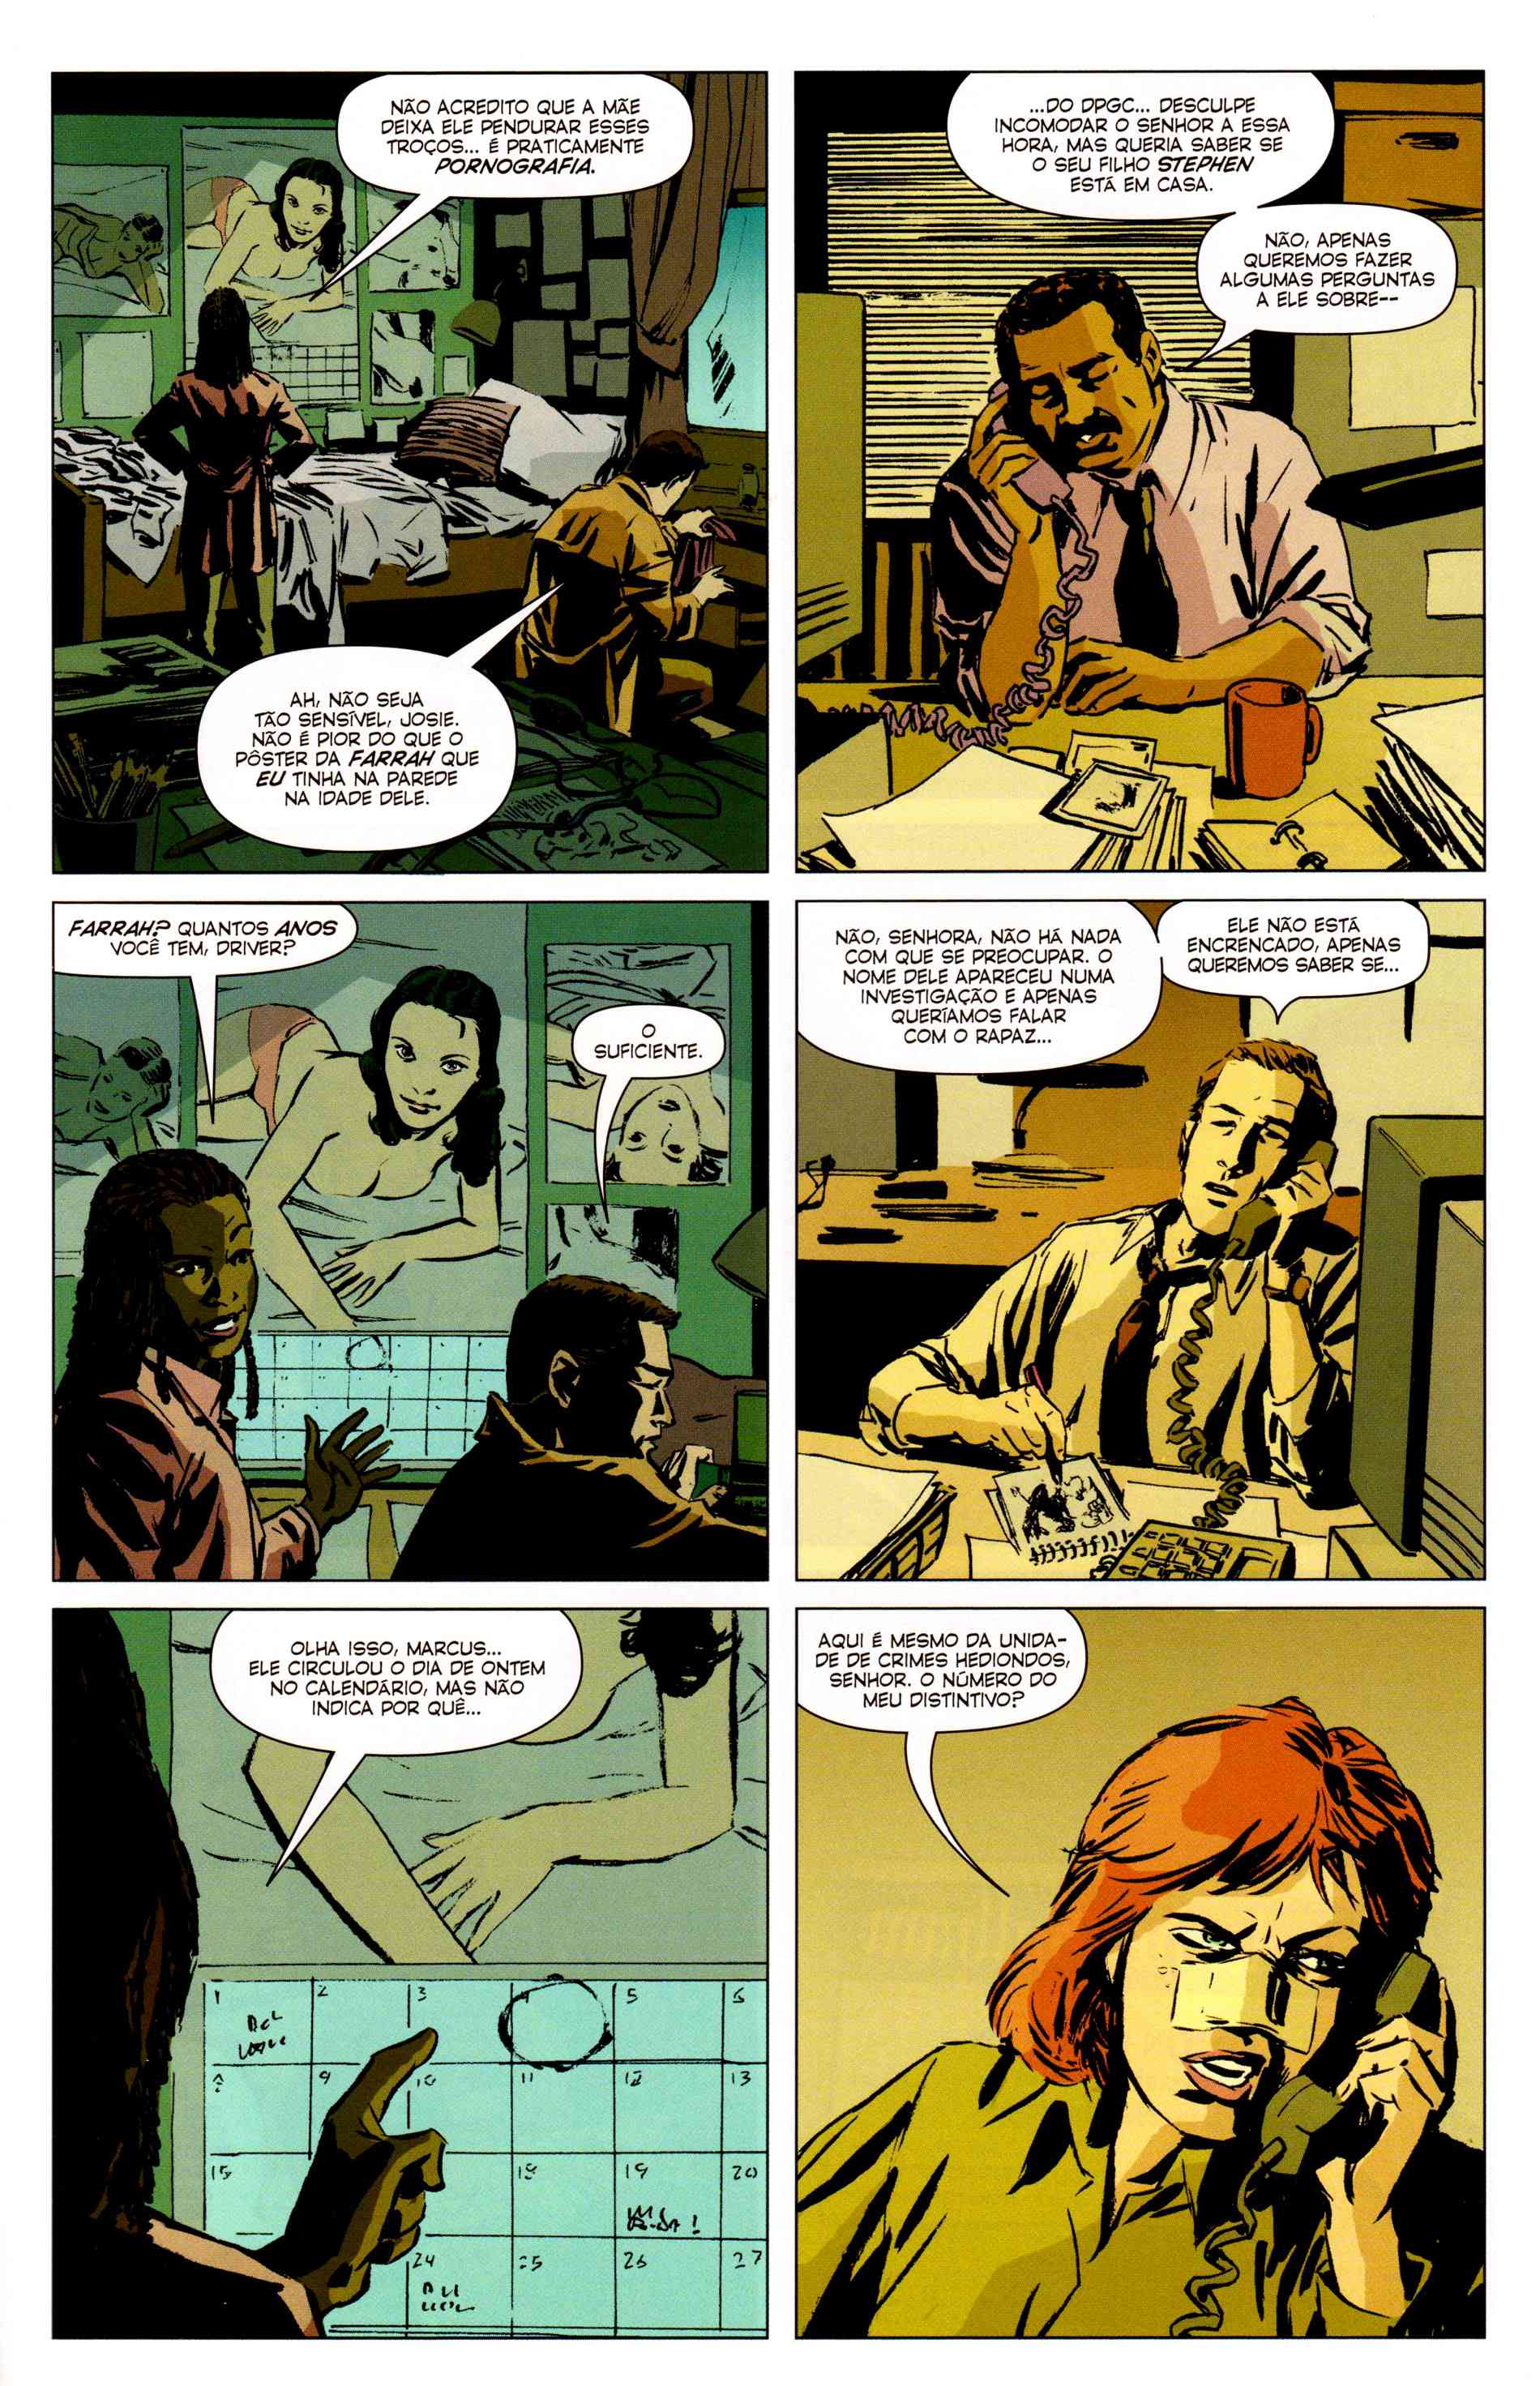 NÃO ACREDITO QUE A MÃE
DEIXA ELE PENDURAR ESSES
TROÇOS... É PRATICAMENTE
PORNOGRAFIA.
AH, NÃO SEJA
TÃO SENSÍVEL, JOSIE.
NÃO É PIOR DO QUE O
PÔSTER DA FARRAH QUE
EU TINHA NA PAREDE
NA IDADE DELE.
...DO DPGC... DESCULPE
INCOMODAR O SENHOR A ESSA
HORA, MAS QUERIA SABER SE
O SEU FILHO STEPHEN
ESTÁ EM CASA.
NÃO, APENAS
QUEREMOS FAZER
ALGUMAS PERGUNTAS
A ELE SOBRE--
FARRAH? QUANTOS ANOS
VOCÊ TEM, DRIVER?
O
SUFICIENTE.
NÃO, SENHORA, NÃO HÁ NADA
COM QUE SE PREOCUPAR. O
NOME DELE APARECEU NUMA
INVESTIGAÇÃO E APENAS
QUERÍAMOS FALAR
COM O RAPAZ...
ELE NÃO ESTÁ
ENCRENCADO, APENAS
QUEREMOS SABER SE...
OLHA ISSO, MARCUS...
ELE CIRCULOU O DIA DE ONTEM
NO CALENDÁRIO, MAS NÃO
INDICA POR QUÊ...
1 2 3 4 5 6
9 10 11 12 13
15 18 19 20
24 25 26 27
AQUI É MESMO DA UNIDA-
DE DE CRIMES HEDIONDOS,
SENHOR. O NÚMERO DO
MEU DISTINTIVO?